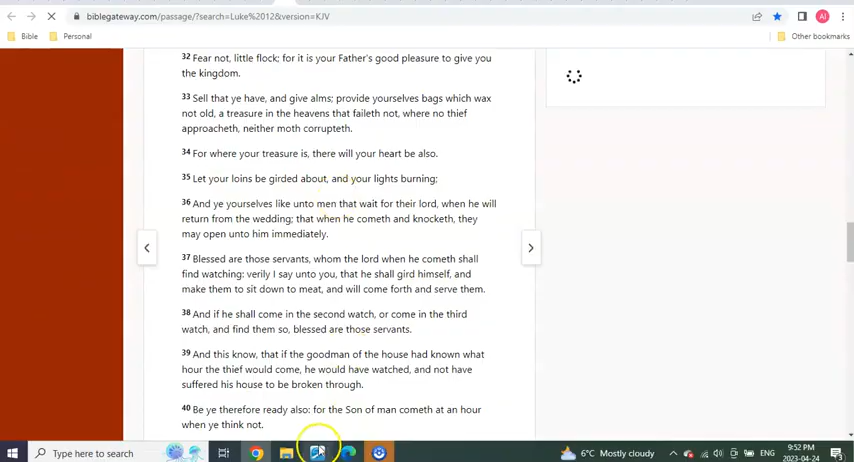 biblegateway.com/passage/?search=Luke%2012&version=KJV
AI
Bible
Personal
Other bookmarks
32 Fear not, little flock; for it is your Father's good pleasure to give you
the kingdom.
33 Sell that ye have, and give alms; provide yourselves bags which wax
not old, a treasure in the heavens that faileth not, where no thief
approacheth, neither moth corrupteth.
34 For where your treasure is, there will your heart be also.
35 Let your loins be girded about, and your lights burning;
36 And ye yourselves like unto men that wait for their lord, when he will
return from the wedding; that when he cometh and knocketh, they
may open unto him immediately.
37 Blessed are those servants, whom the lord when he cometh shall
find watching: verily I say unto you, that he shall gird himself, and
make them to sit down to meat, and will come forth and serve them.
38 And if he shall come in the second watch, or come in the third
watch, and find them so, blessed are those servants.
39 And this know, that if the goodman of the house had known what
hour the thief would come, he would have watched, and not have
suffered his house to be broken through.
40 Be ye therefore ready also: for the Son of man cometh at an hour
when ye think not.
Type here to search
6°C Mostly cloudy
ENG
9:52 PM
2023-04-24
3